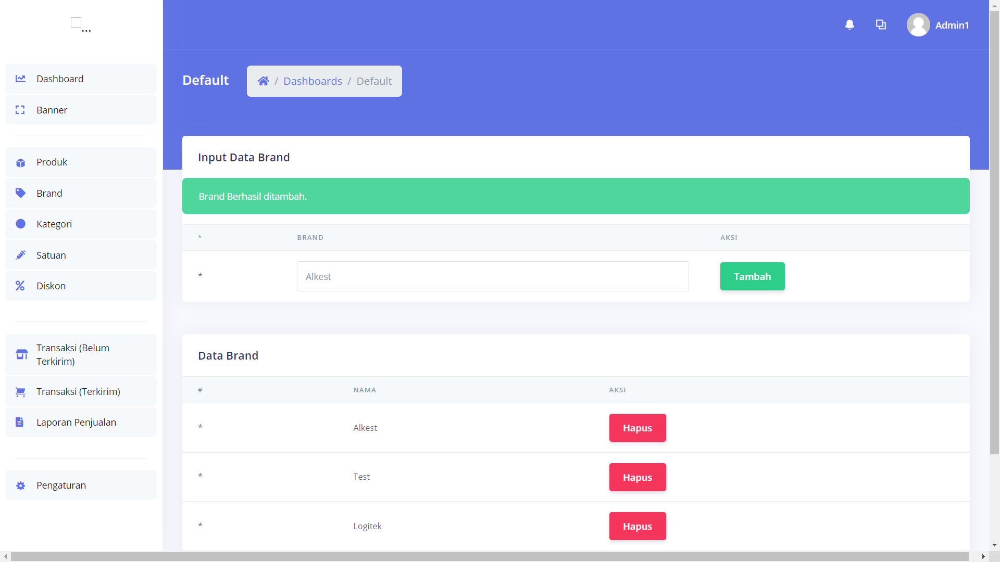 ...
Admin1
Dashboard
Banner
Produk
Brand
Kategori
Satuan
Diskon
Transaksi (Belum
Terkirim)
Transaksi (Terkirim)
Laporan Penjualan
Pengaturan
Default
/ Dashboards / Default
Input Data Brand
Brand Berhasil ditambah.
* BRAND AKSI
* Alkest Tambah
Data Brand
# NAMA AKSI
* Alkest Hapus
* Test Hapus
* Logitek Hapus